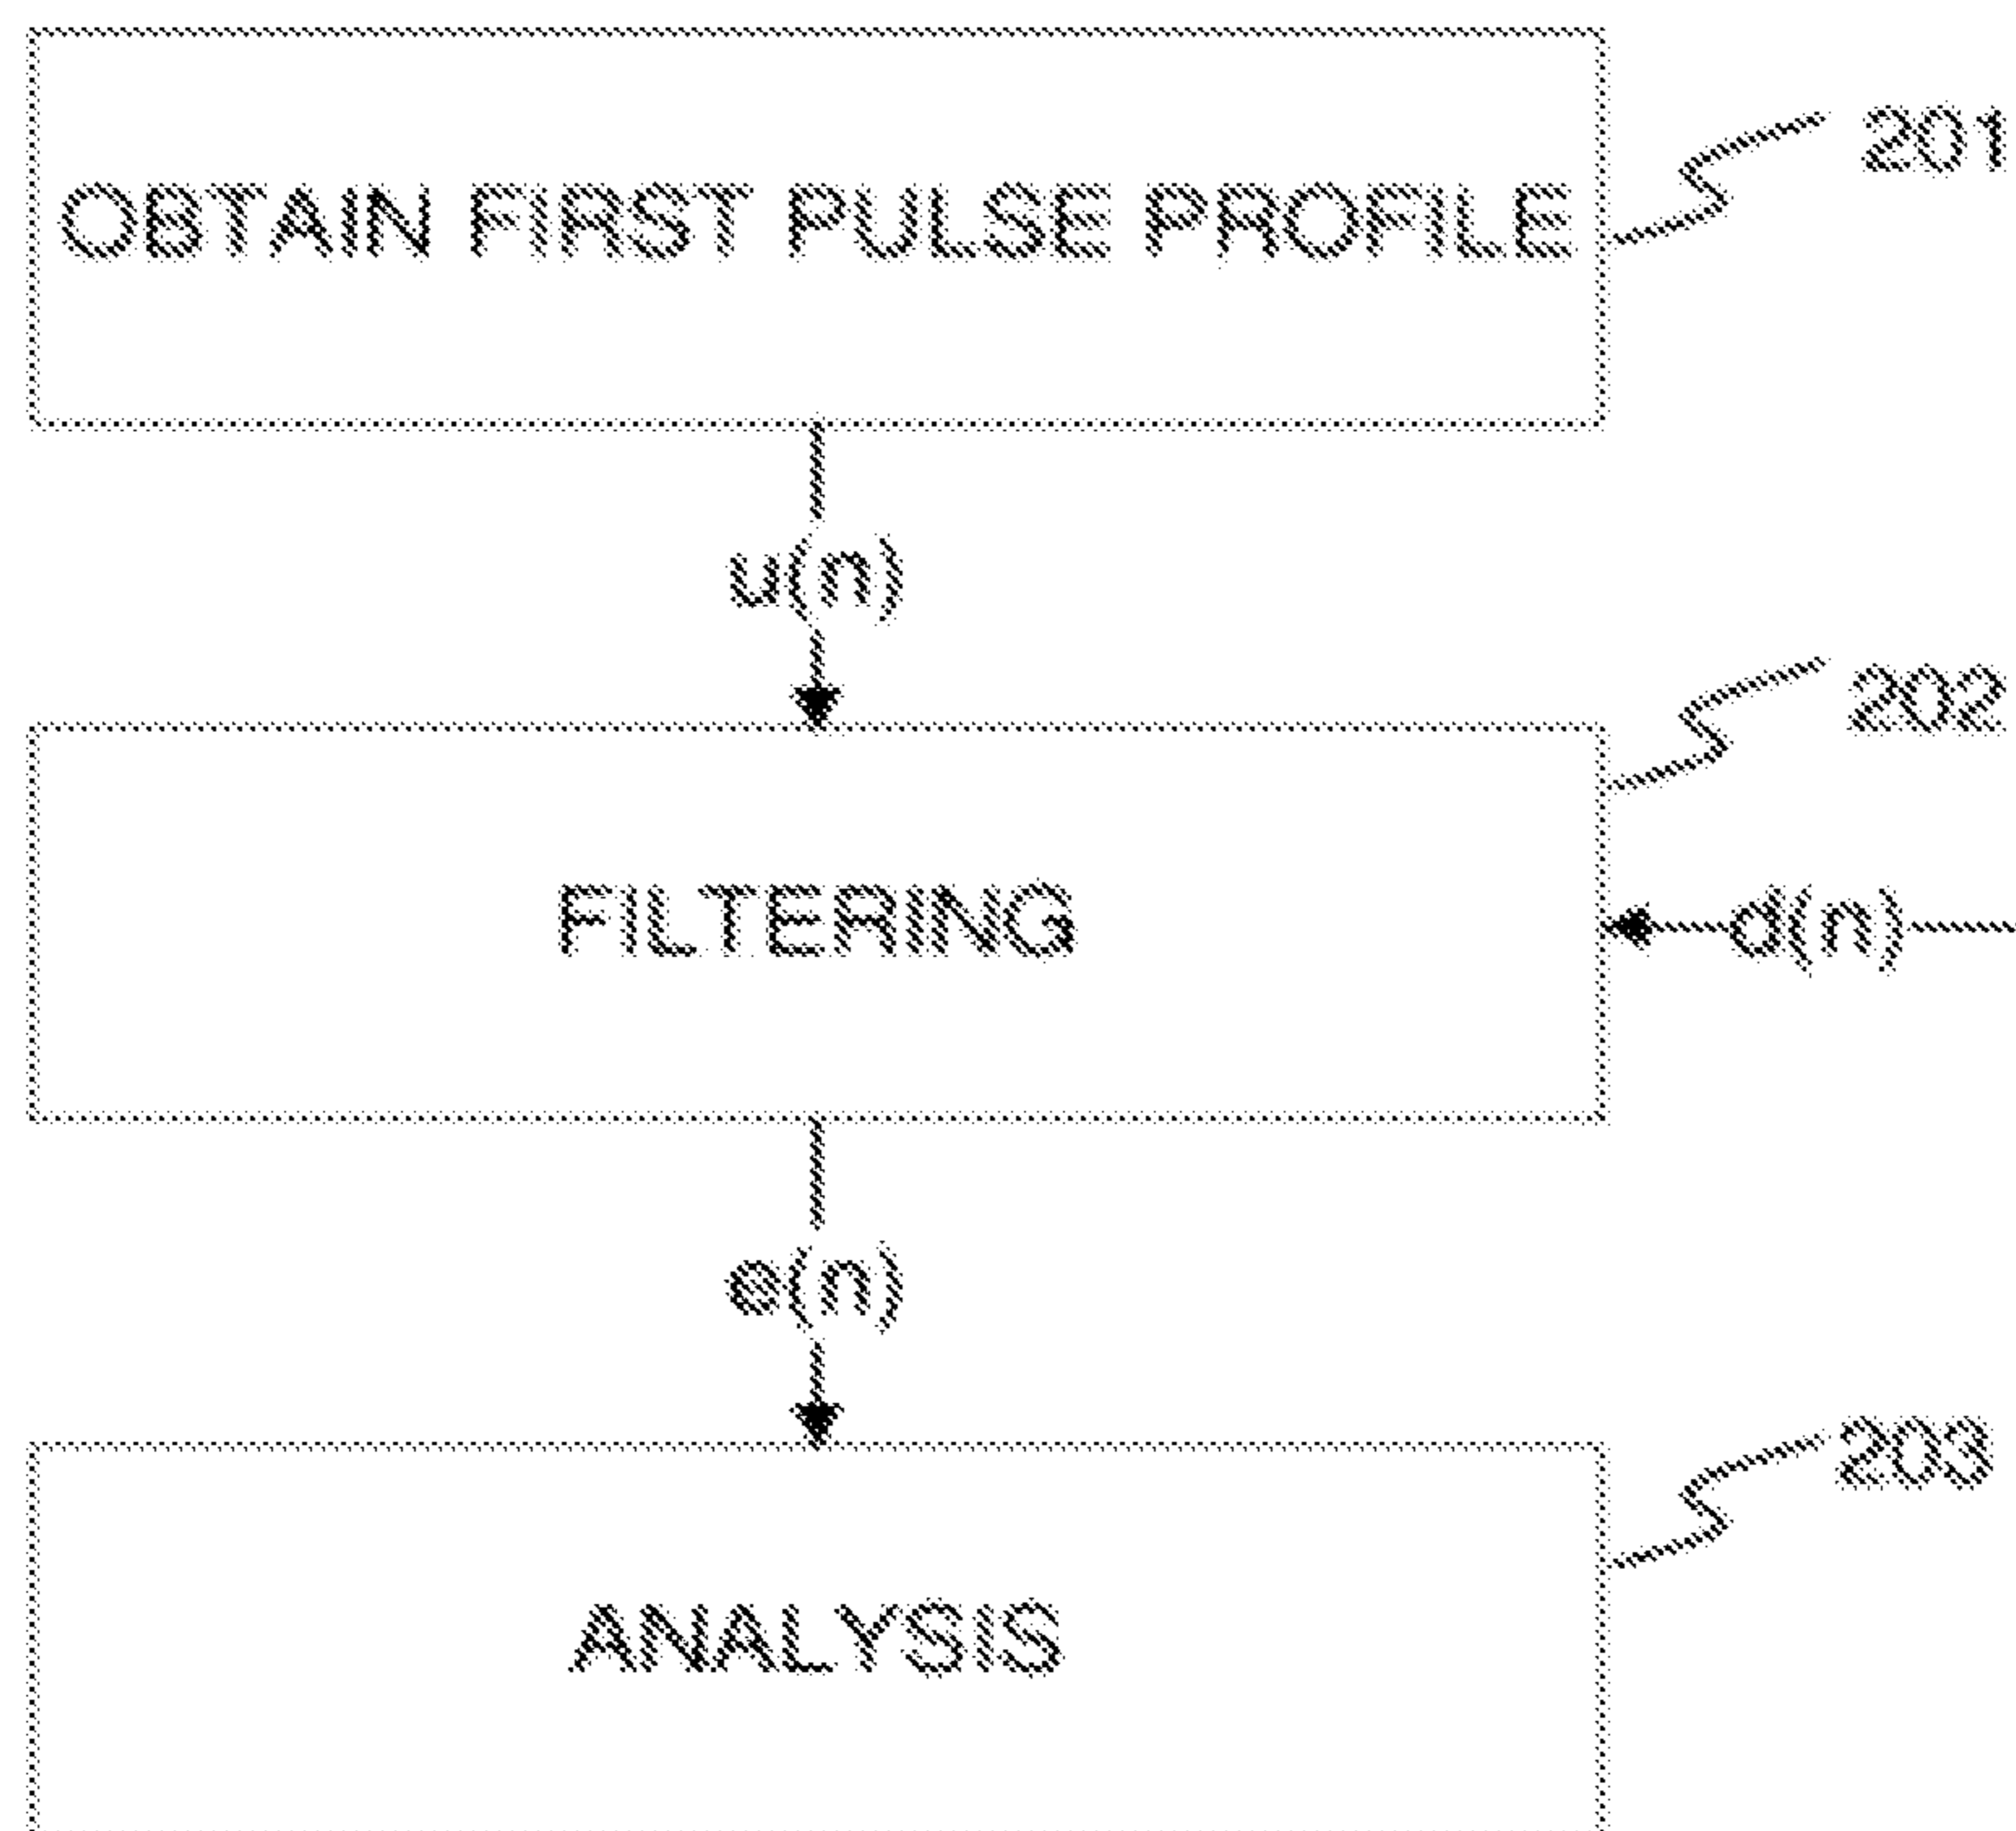 201
OBTAIN FIRST PULSE PROFILE
u(n)
202
FILTERING
d(n)
e(n)
203
ANALYSIS